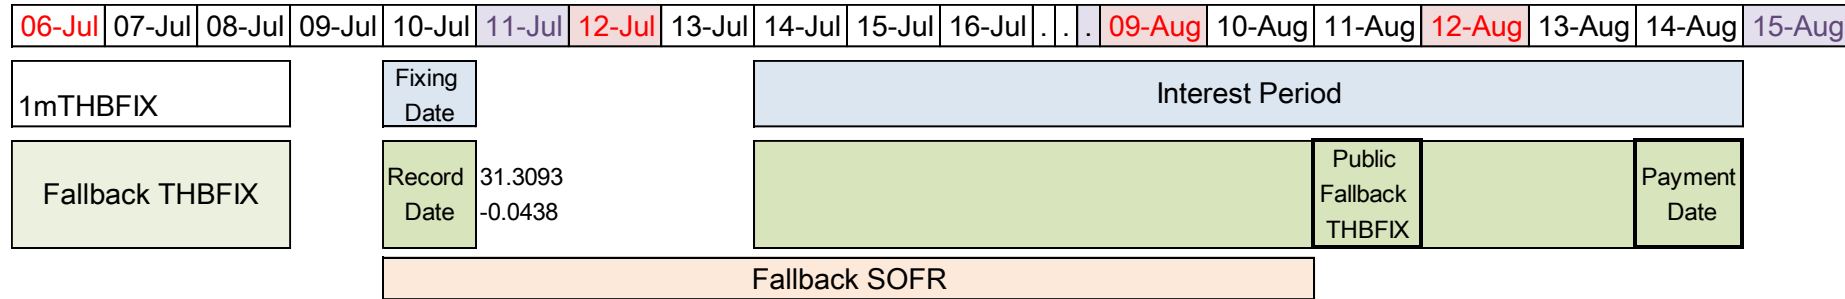 06-Jul 07-Jul 08-Jul 09-Jul 10-Jul 11-Jul 12-Jul 13-Jul 14-Jul 15-Jul 16-Jul . . . 09-Aug 10-Aug 11-Aug 12-Aug 13-Aug 14-Aug 15-Aug
1mTHBFIX
Fixing
Date
Interest Period
Fallback THBFIX
Record
Date
31.3093
-0.0438
Public
Fallback
THBFIX
Payment
Date
Fallback SOFR